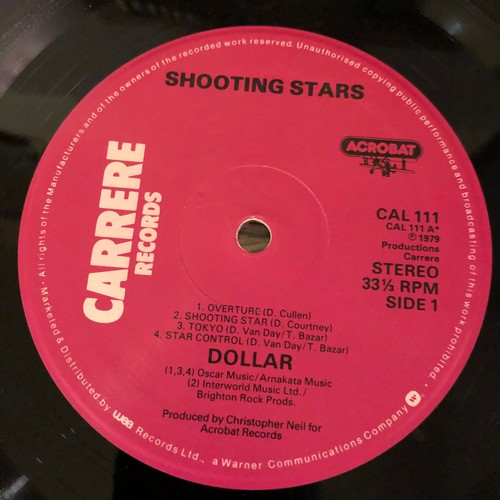 · All rights of the Manufacturers and of the owners of the recorded work reserved. Unauthorised copying public performance and broadcasting of this work prohibited.
SHOOTING STARS
ACROBAT
CARRERE
RECORDS
CAL 111
CAL 111 A*
℗ 1979
Productions
Carrere
STEREO
33⅓ RPM
SIDE 1
1. OVERTURE (D. Cullen)
2. SHOOTING STAR (D. Courtney)
3. TOKYO (D. Van Day/T. Bazar)
4. STAR CONTROL (D. Van Day/T. Bazar)
DOLLAR
(1,3,4) Oscar Music/Arnakata Music
(2) Interworld Music Ltd./
Brighton Rock Prods.
Produced by Christopher Neil for
Acrobat Records
Marketed & Distributed by wea Records Ltd., a Warner Communications Company W ·